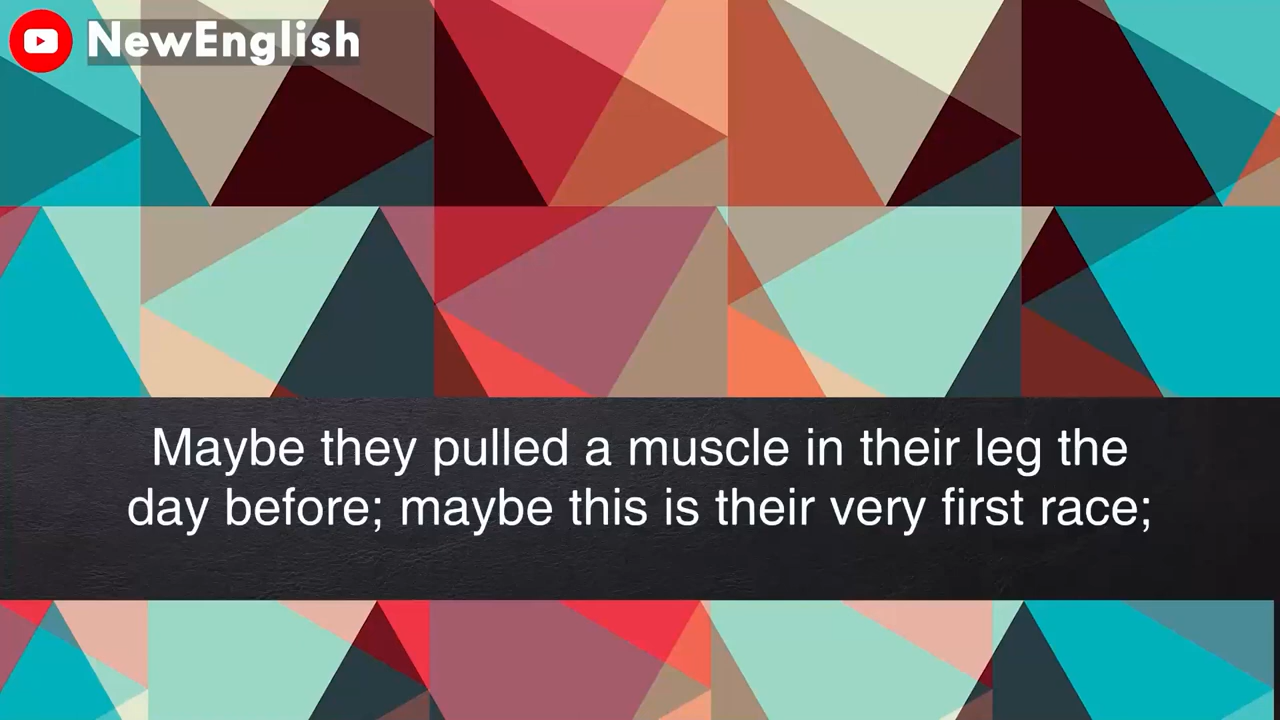 NewEnglish
Maybe they pulled a muscle in their leg the
day before; maybe this is their very first race;